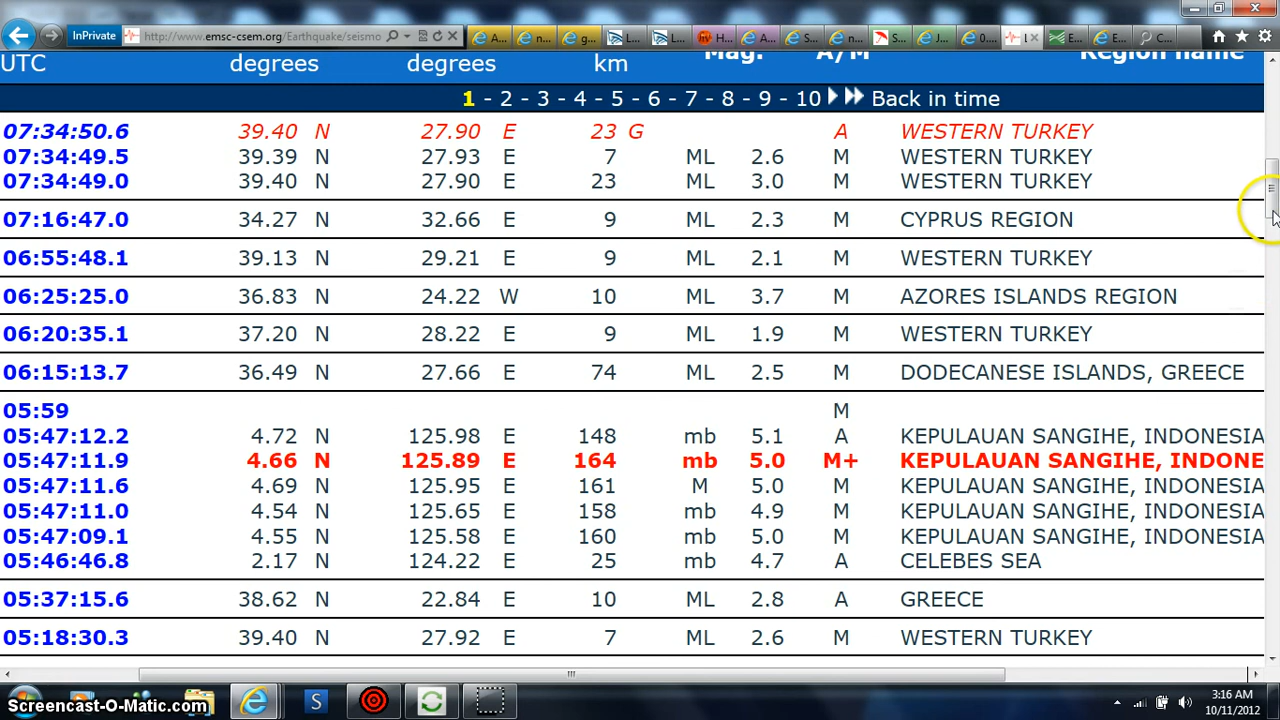 InPrivate http://www.emsc-csem.org/Earthquake/seismo
UTC degrees degrees km Mag. A/M Region name
1 - 2 - 3 - 4 - 5 - 6 - 7 - 8 - 9 - 10 Back in time
07:34:50.6 39.40 N 27.90 E 23 G A WESTERN TURKEY
07:34:49.5 39.39 N 27.93 E 7 ML 2.6 M WESTERN TURKEY
07:34:49.0 39.40 N 27.90 E 23 ML 3.0 M WESTERN TURKEY
07:16:47.0 34.27 N 32.66 E 9 ML 2.3 M CYPRUS REGION
06:55:48.1 39.13 N 29.21 E 9 ML 2.1 M WESTERN TURKEY
06:25:25.0 36.83 N 24.22 W 10 ML 3.7 M AZORES ISLANDS REGION
06:20:35.1 37.20 N 28.22 E 9 ML 1.9 M WESTERN TURKEY
06:15:13.7 36.49 N 27.66 E 74 ML 2.5 M DODECANESE ISLANDS, GREECE
05:59 M
05:47:12.2 4.72 N 125.98 E 148 mb 5.1 A KEPULAUAN SANGIHE, INDONESIA
05:47:11.9 4.66 N 125.89 E 164 mb 5.0 M+ KEPULAUAN SANGIHE, INDONE
05:47:11.6 4.69 N 125.95 E 161 M 5.0 M KEPULAUAN SANGIHE, INDONESIA
05:47:11.0 4.54 N 125.65 E 158 mb 4.9 M KEPULAUAN SANGIHE, INDONESIA
05:47:09.1 4.55 N 125.58 E 160 mb 5.0 M KEPULAUAN SANGIHE, INDONESIA
05:46:46.8 2.17 N 124.22 E 25 mb 4.7 A CELEBES SEA
05:37:15.6 38.62 N 22.84 E 10 ML 2.8 A GREECE
05:18:30.3 39.40 N 27.92 E 7 ML 2.6 M WESTERN TURKEY
3:16 AM
Screencast-O-Matic.com 10/11/2012